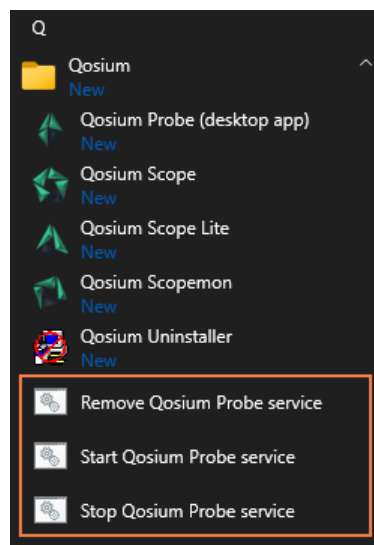 Q
Qosium
New
Qosium Probe (desktop app)
New
Qosium Scope
New
Qosium Scope Lite
New
Qosium Scopemon
New
Qosium Uninstaller
New
Remove Qosium Probe service
Start Qosium Probe service
Stop Qosium Probe service